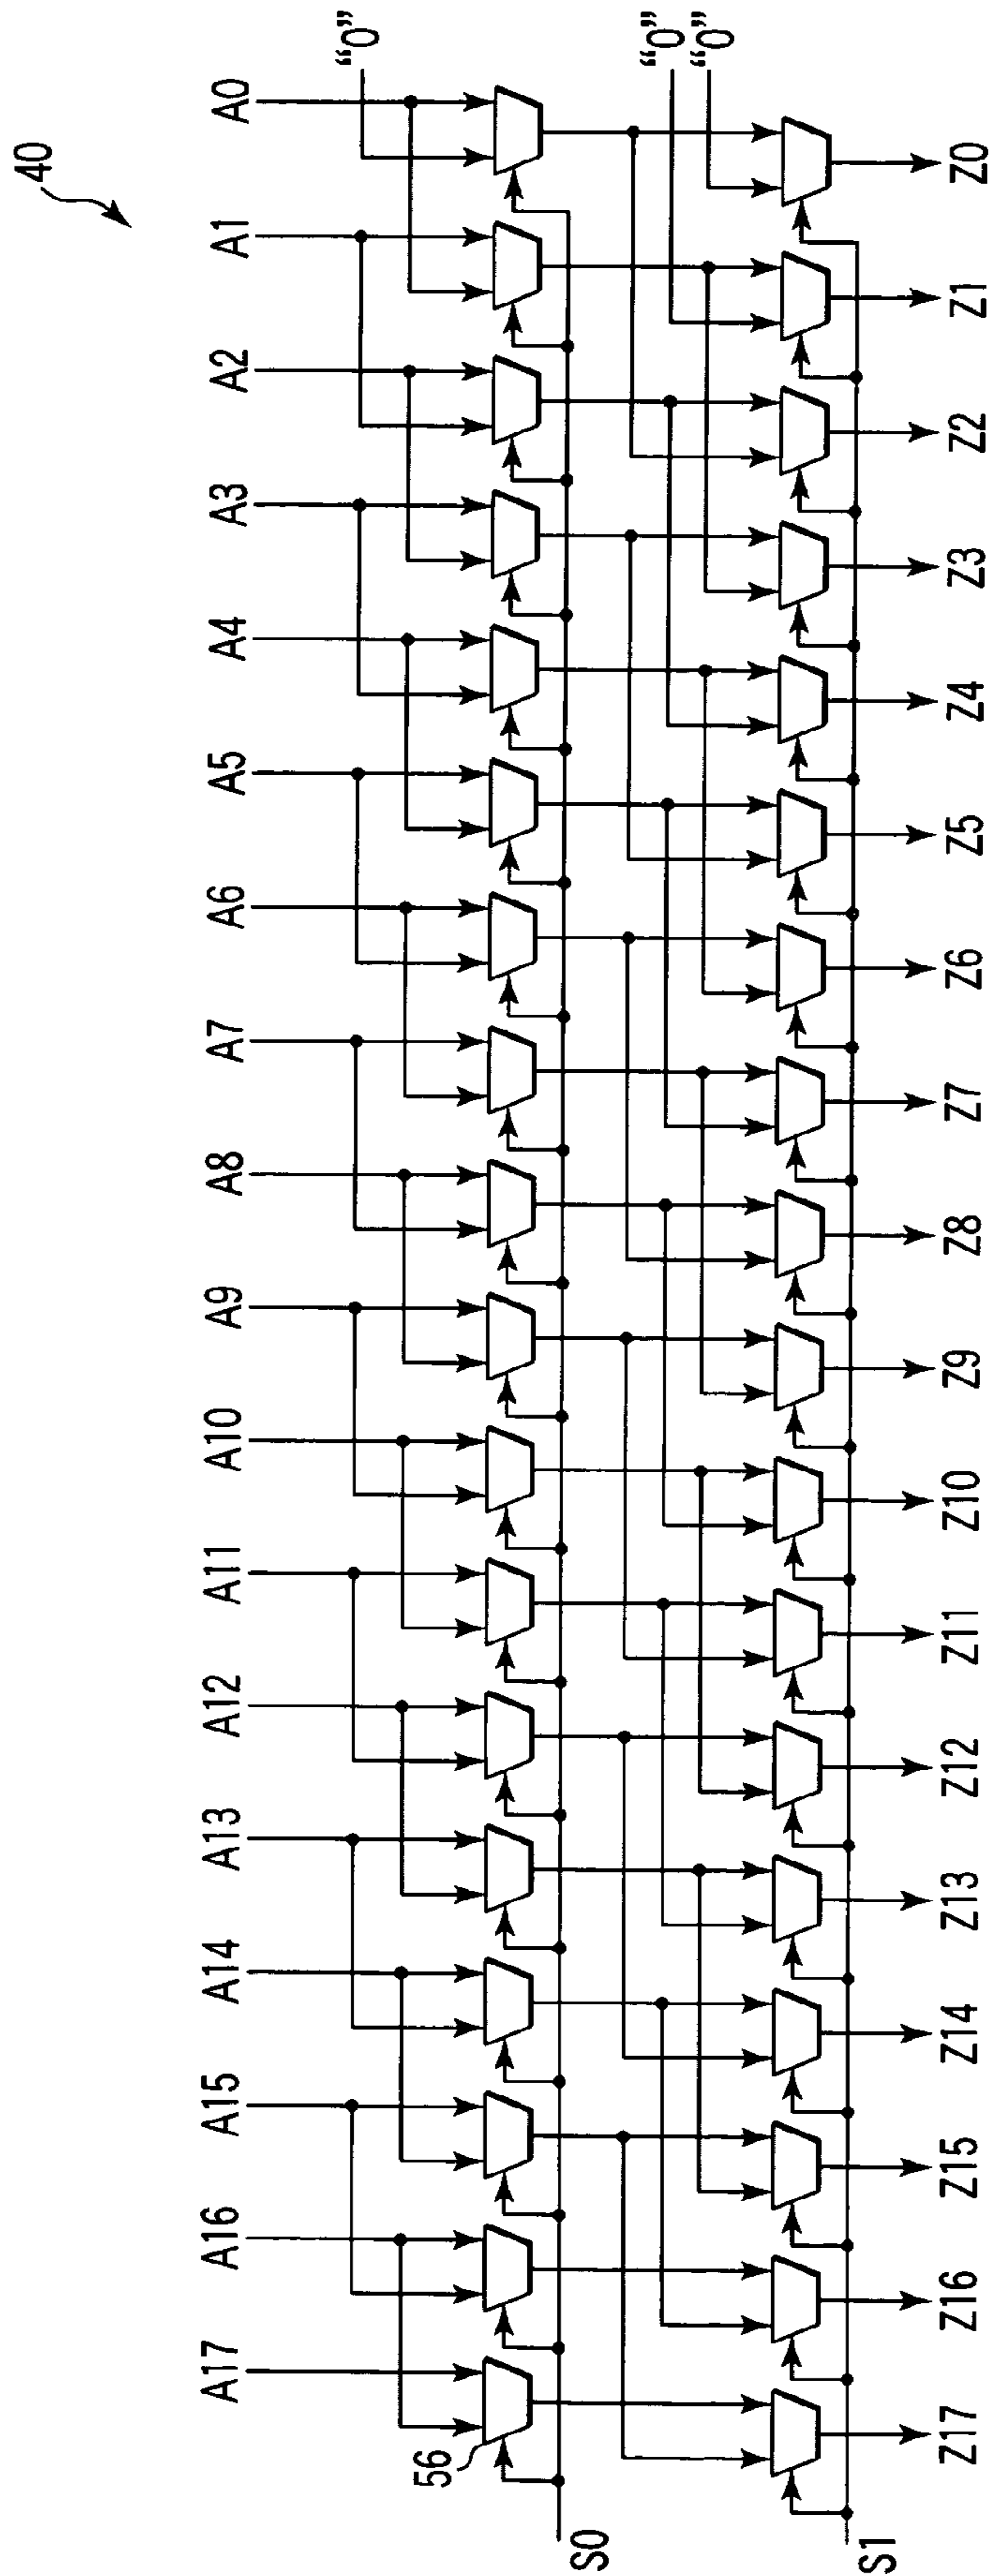 40
A17 A16 A15 A14 A13 A12 A11 A10 A9 A8 A7 A6 A5 A4 A3 A2 A1 A0
“0”
56
S0
“0”
“0”
S1
Z17 Z16 Z15 Z14 Z13 Z12 Z11 Z10 Z9 Z8 Z7 Z6 Z5 Z4 Z3 Z2 Z1 Z0